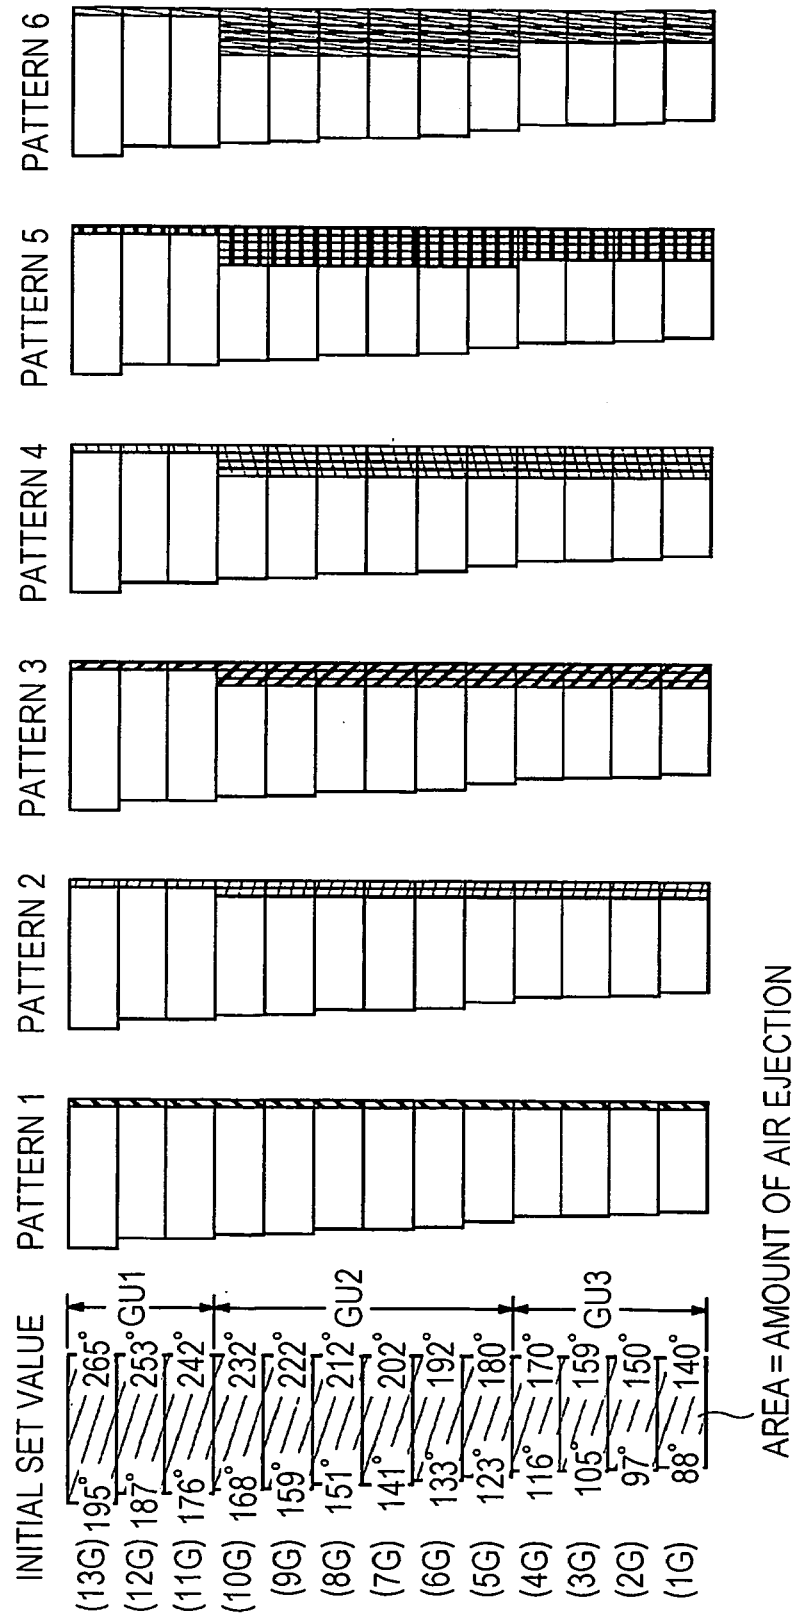 INITIAL SET VALUE PATTERN 1 PATTERN 2 PATTERN 3 PATTERN 4 PATTERN 5 PATTERN 6
(13G) 195° 265°
(12G) 187° 253°
(11G) 176° 242°
GU1
(10G) 168° 232°
(9G) 159° 222°
(8G) 151° 212°
(7G) 141° 202°
(6G) 133° 192°
(5G) 123° 180°
GU2
(4G) 116° 170°
(3G) 105° 159°
(2G) 97° 150°
(1G) 88° 140°
GU3
AREA = AMOUNT OF AIR EJECTION